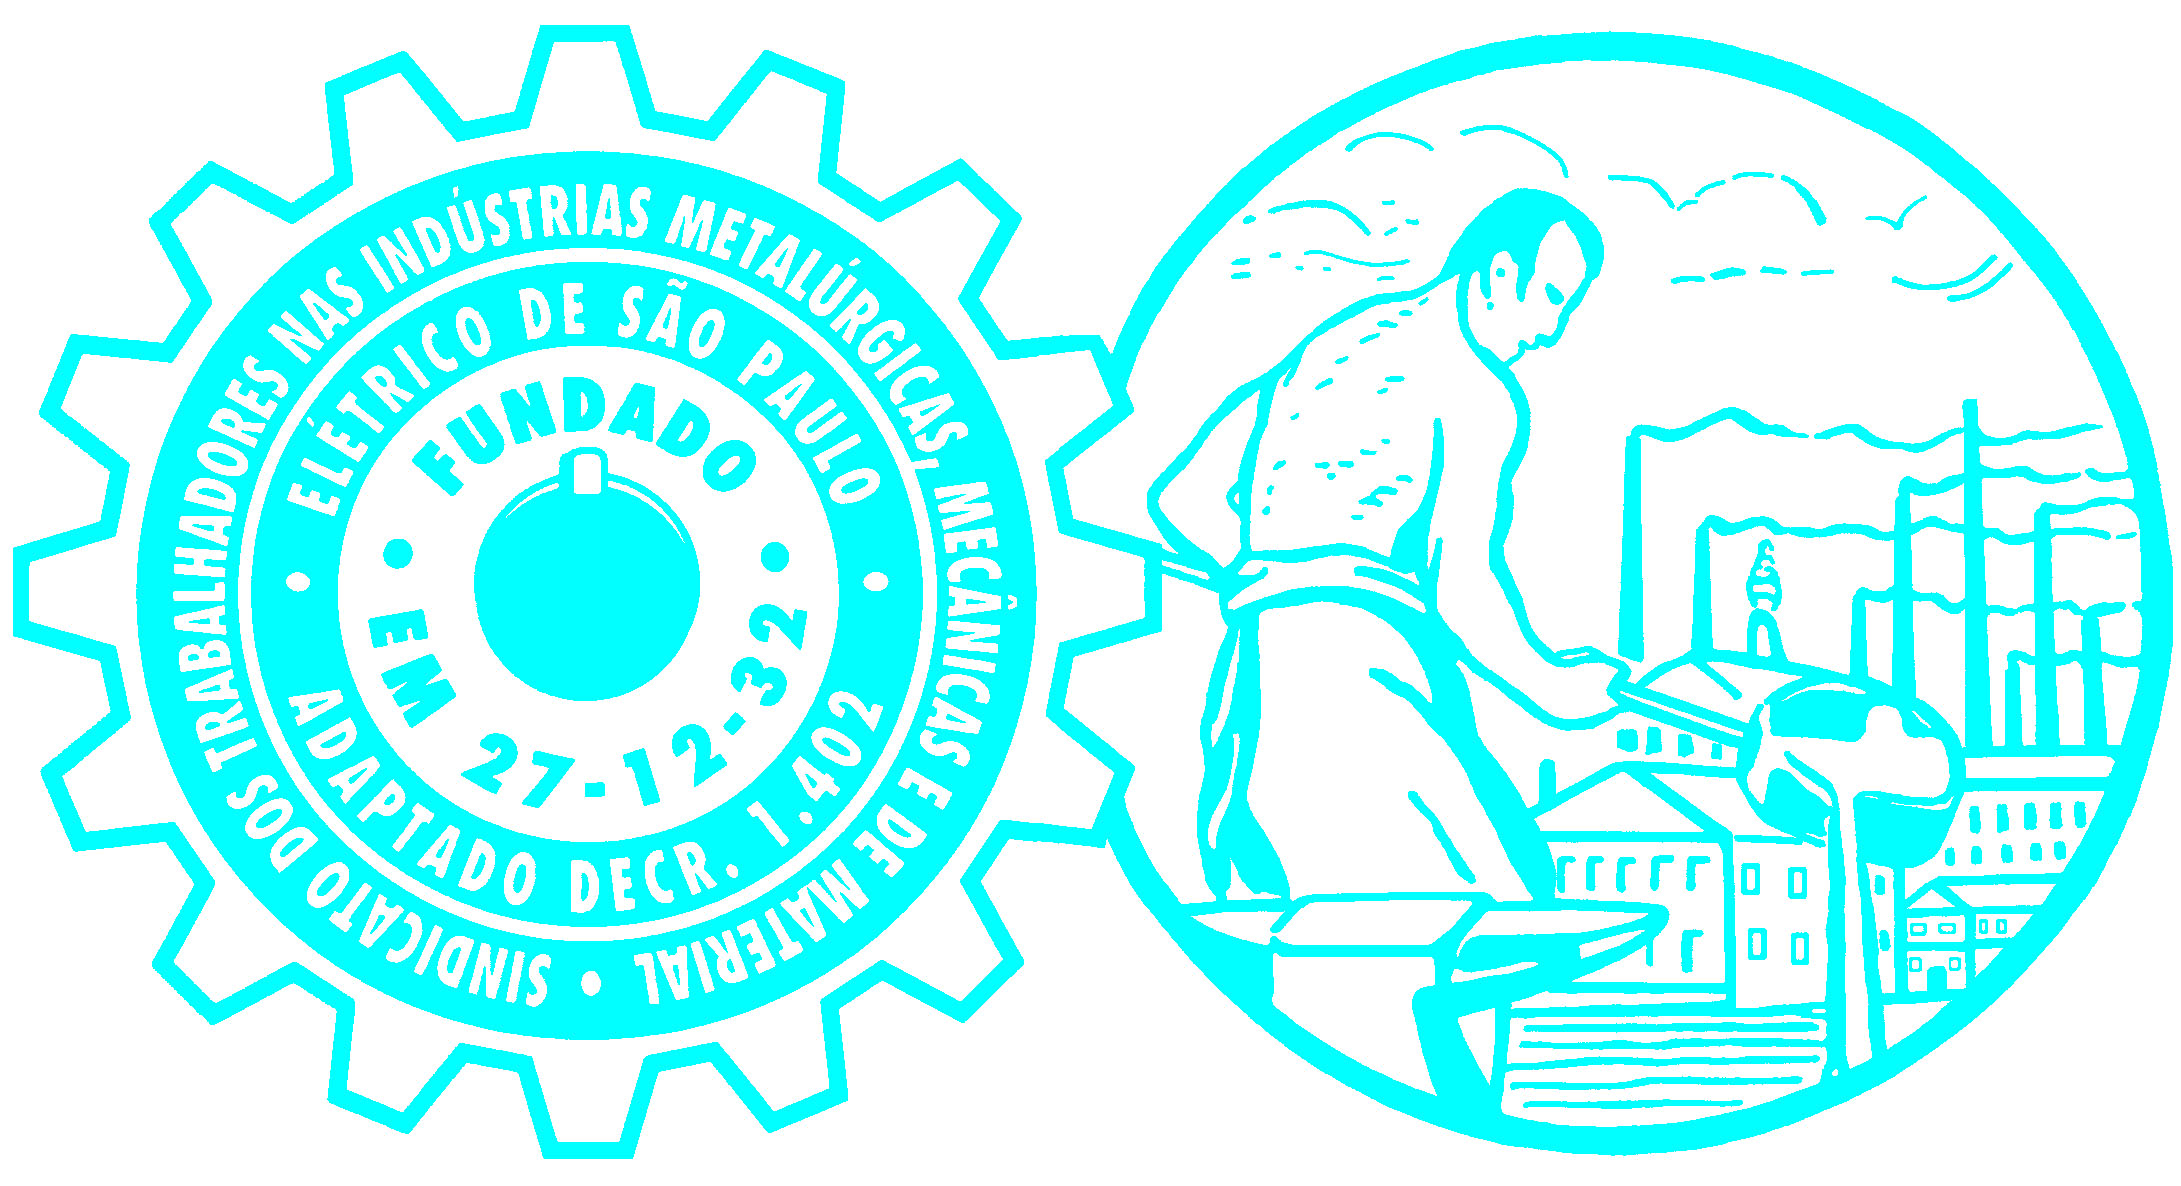 SINDICATO DOS TRABALHADORES NAS INDÚSTRIAS METALÚRGICAS, MECÂNICAS E DE MATERIAL
ELÉTRICO DE SÃO PAULO
ADAPTADO DECR. 1.402
FUNDADO
EM 27-12-32